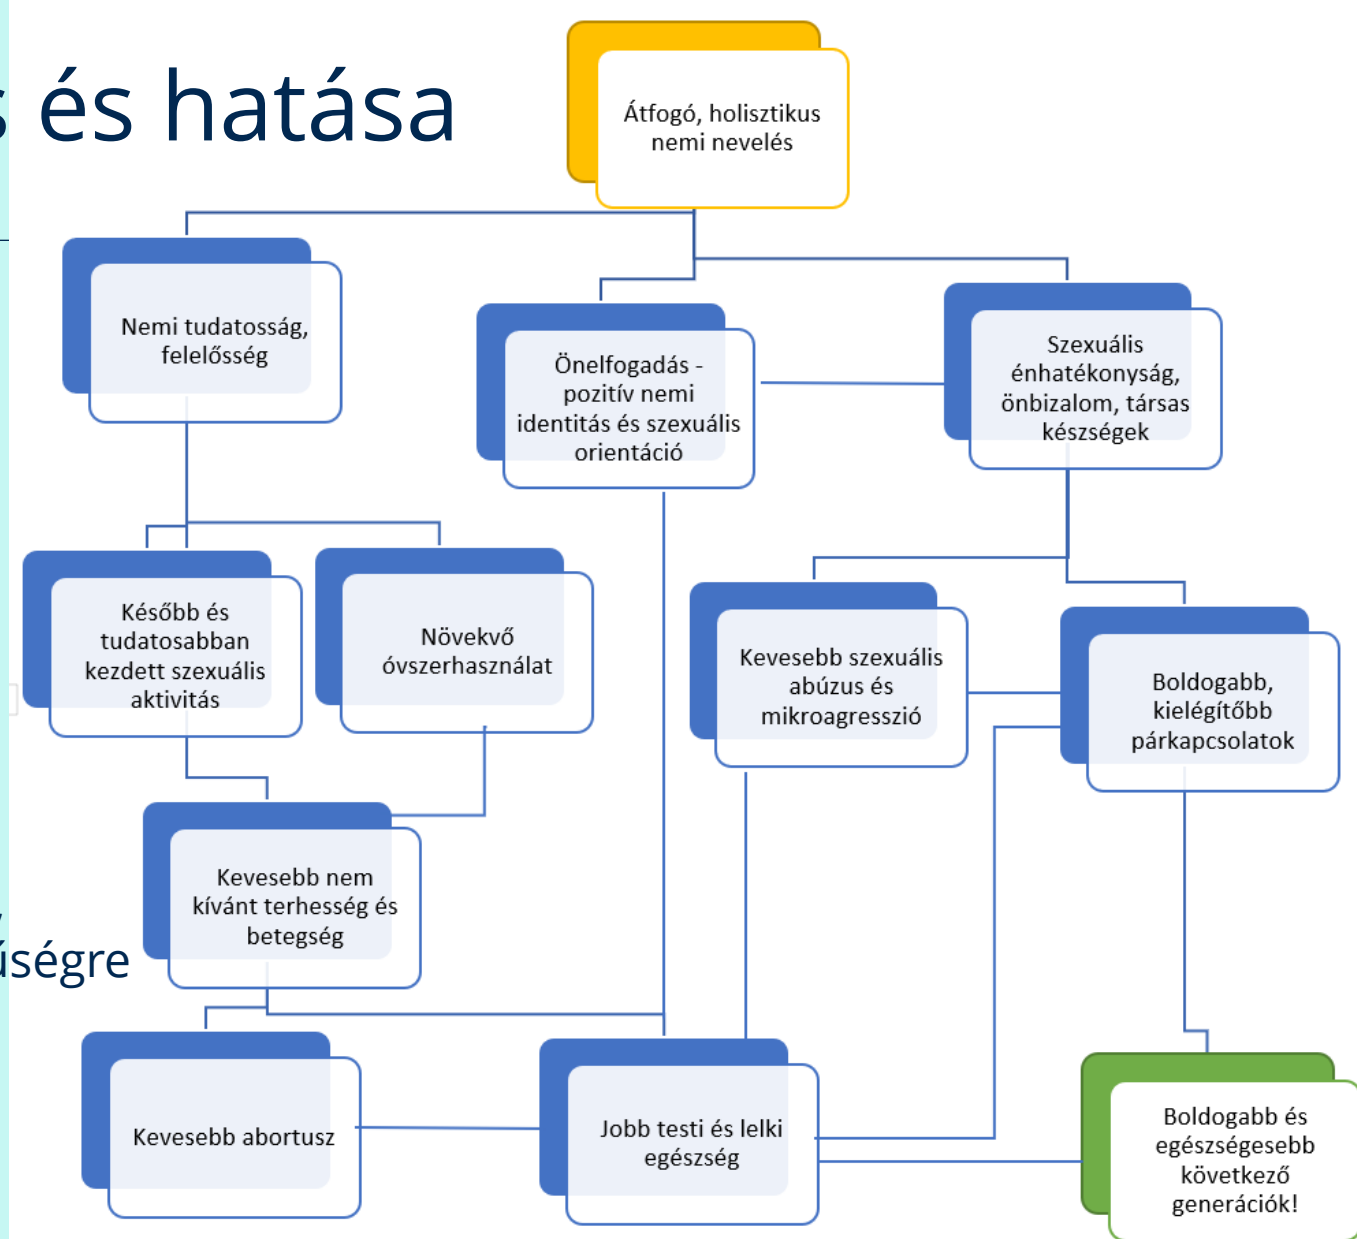 és hatása
Átfogó, holisztikus
nemi nevelés
Nemi tudatosság,
felelősség
Önelfogadás -
pozitív nemi
identitás és szexuális
orientáció
Szexuális
énhatékonyság,
önbizalom, társas
készségek
Később és
tudatosabban
kezdett szexuális
aktivitás
Növekvő
óvszerhasználat
Kevesebb szexuális
abúzus és
mikroagresszió
Boldogabb,
kielégítőbb
párkapcsolatok
Kevesebb nem
kívánt terhesség és
betegség
Kevesebb abortusz
Jobb testi és lelki
egészség
Boldogabb és
egészségesebb
következő
generációk!